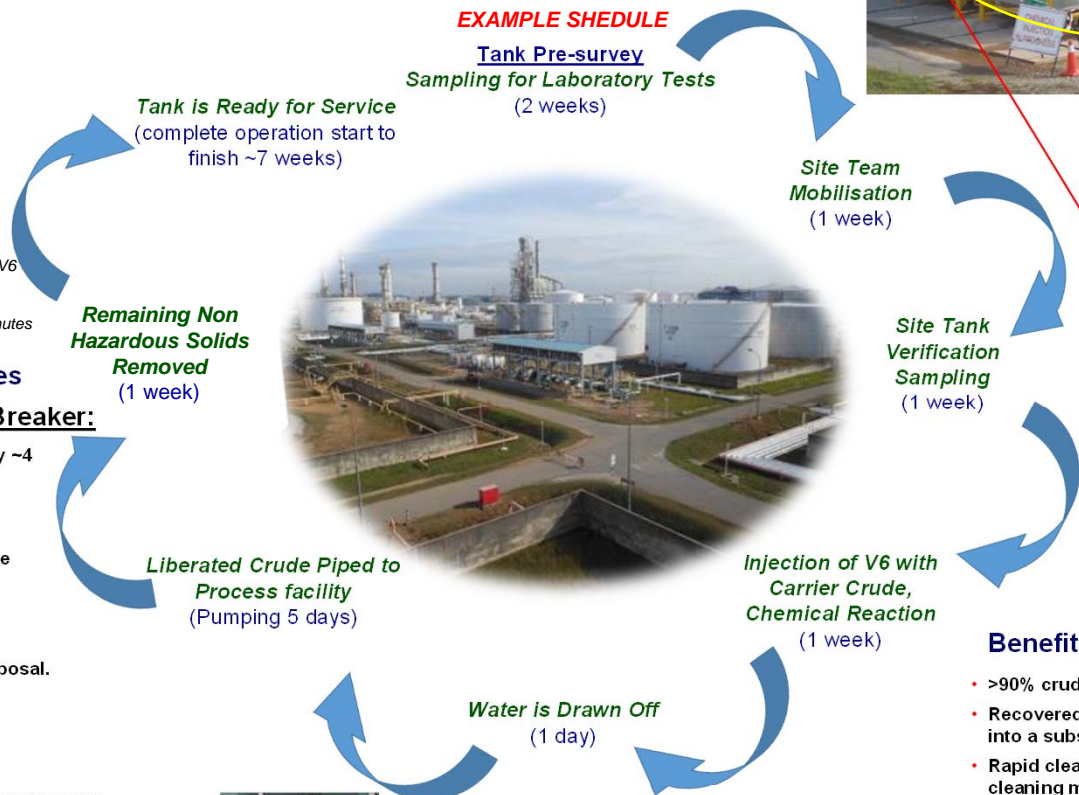 EXAMPLE SHEDULE
Tank Pre-survey
Sampling for Laboratory Tests
(2 weeks)
CHEMICAL
INJECTION
Site Team
Mobilisation
(1 week)
Site Tank
Verification
Sampling
(1 week)
Injection of V6 with
Carrier Crude,
Chemical Reaction
(1 week)
Water is Drawn Off
(1 day)
Liberated Crude Piped to
Process facility
(Pumping 5 days)
Remaining Non
Hazardous Solids
Removed
(1 week)
Tank is Ready for Service
(complete operation start to
finish ~7 weeks)
V6
nutes
es
Breaker:
y ~4
e
posal.
Benefit
• >90% crud
• Recovered
into a subs
• Rapid clea
cleaning m